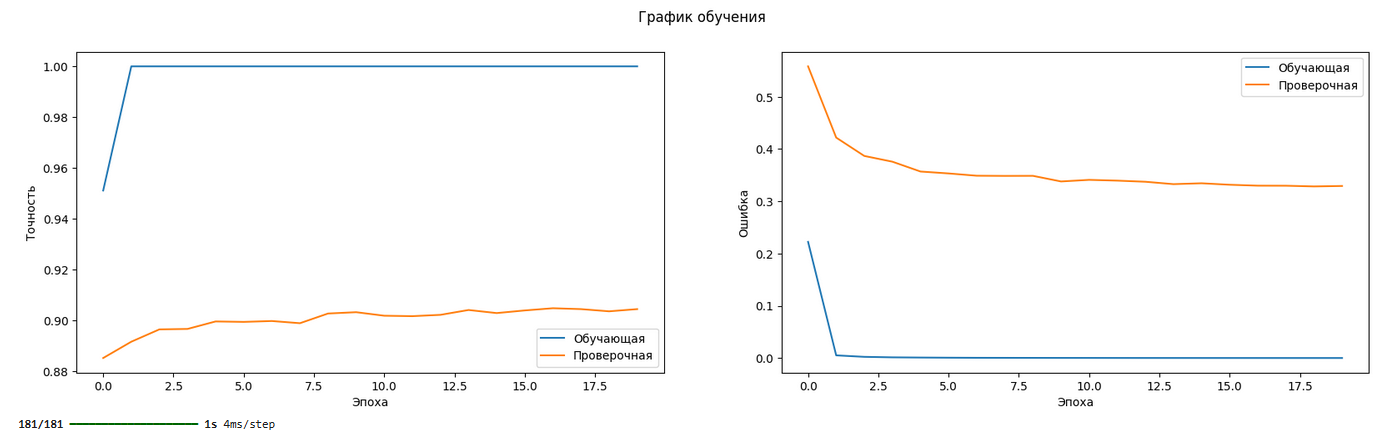 График обучения
Точность
1.00
0.98
0.96
0.94
0.92
0.90
0.88
0.0 2.5 5.0 7.5 10.0 12.5 15.0 17.5
Эпоха
Обучающая
Проверочная
Ошибка
0.5
0.4
0.3
0.2
0.1
0.0
0.0 2.5 5.0 7.5 10.0 12.5 15.0 17.5
Эпоха
Обучающая
Проверочная
181/181 1s 4ms/step